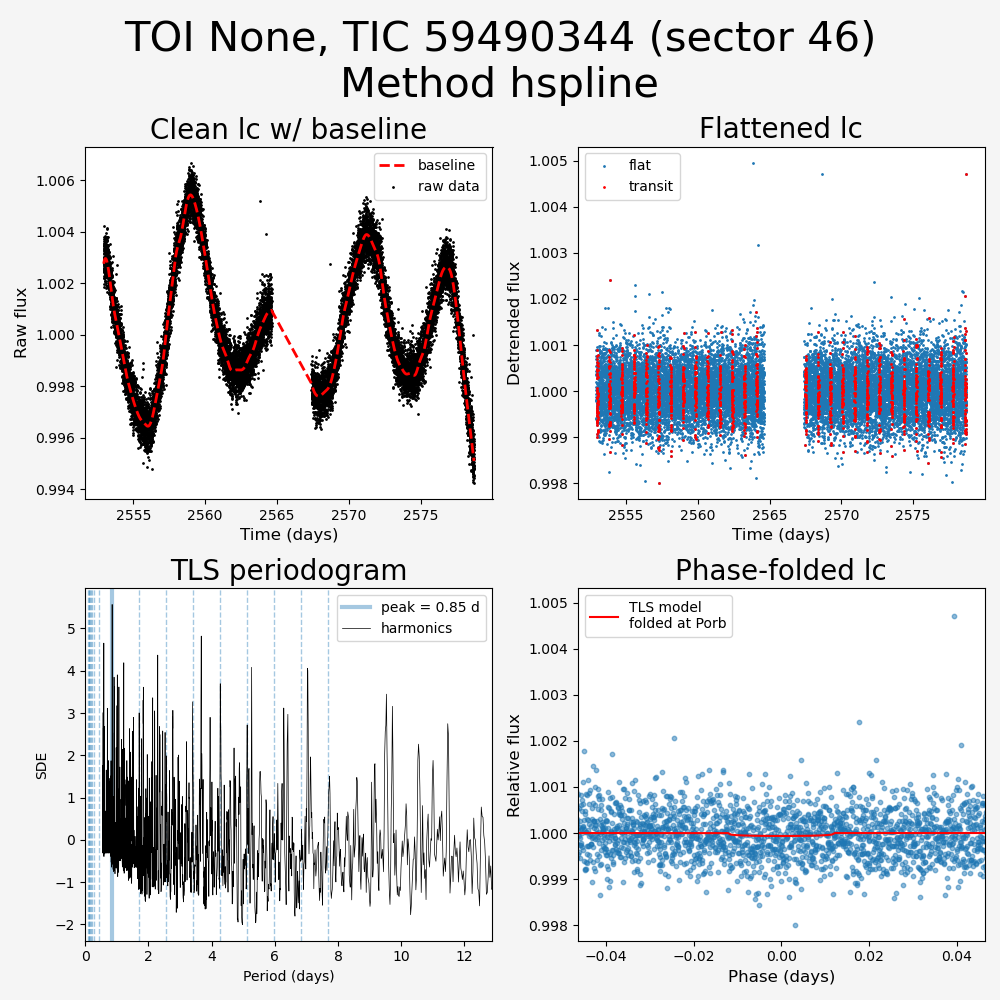 TOI None, TIC 59490344 (sector 46)
Method hspline
Clean lc w/ baseline
baseline
raw data
1.006
1.004
1.002
1.000
0.998
0.996
0.994
Raw flux
2555
2560
2565
2570
2575
Time (days)
Flattened lc
flat
transit
1.005
1.004
1.003
1.002
1.001
1.000
0.999
0.998
Detrended flux
2555
2560
2565
2570
2575
Time (days)
TLS periodogram
peak = 0.85 d
harmonics
5
4
3
2
1
0
−1
−2
SDE
0
2
4
6
8
10
12
Period (days)
Phase-folded lc
TLS model
folded at Porb
1.005
1.004
1.003
1.002
1.001
1.000
0.999
0.998
Relative flux
−0.04
−0.02
0.00
0.02
0.04
Phase (days)